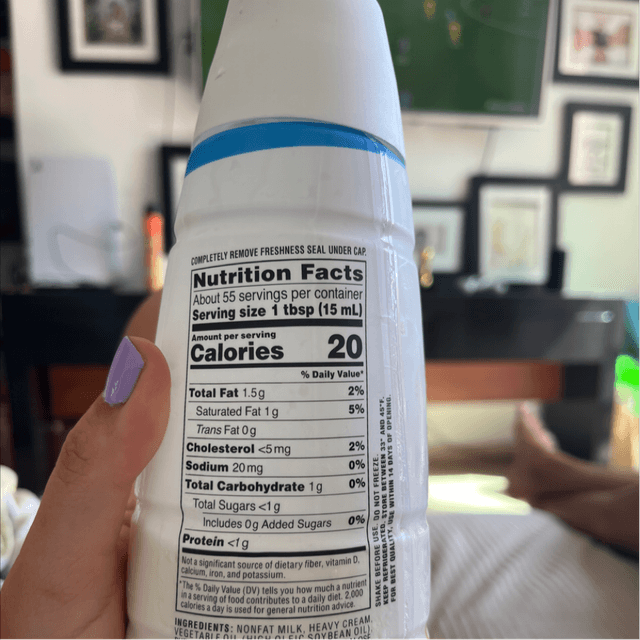 COMPLETELY REMOVE FRESHNESS SEAL UNDER CAP.
Nutrition Facts
About 55 servings per container
Serving size 1 tbsp (15 mL)
Amount per serving
Calories 20
% Daily Value*
Total Fat 1.5g 2%
Saturated Fat 1g 5%
Trans Fat 0g
Cholesterol <5mg 2%
Sodium 20mg 0%
Total Carbohydrate 1g 0%
Total Sugars <1g
Includes 0g Added Sugars 0%
Protein <1g
Not a significant source of dietary fiber, vitamin D,
calcium, iron, and potassium.
*The % Daily Value (DV) tells you how much a nutrient
in a serving of food contributes to a daily diet. 2,000
calories a day is used for general nutrition advice.
INGREDIENTS: NONFAT MILK, HEAVY CREAM,
VEGETABLE OIL (HIGH OLEIC SOYBEAN OIL)
SHAKE BEFORE USE. DO NOT FREEZE.
KEEP REFRIGERATED. STORE BETWEEN 33° AND 45°F.
FOR BEST QUALITY, USE WITHIN 14 DAYS OF OPENING.